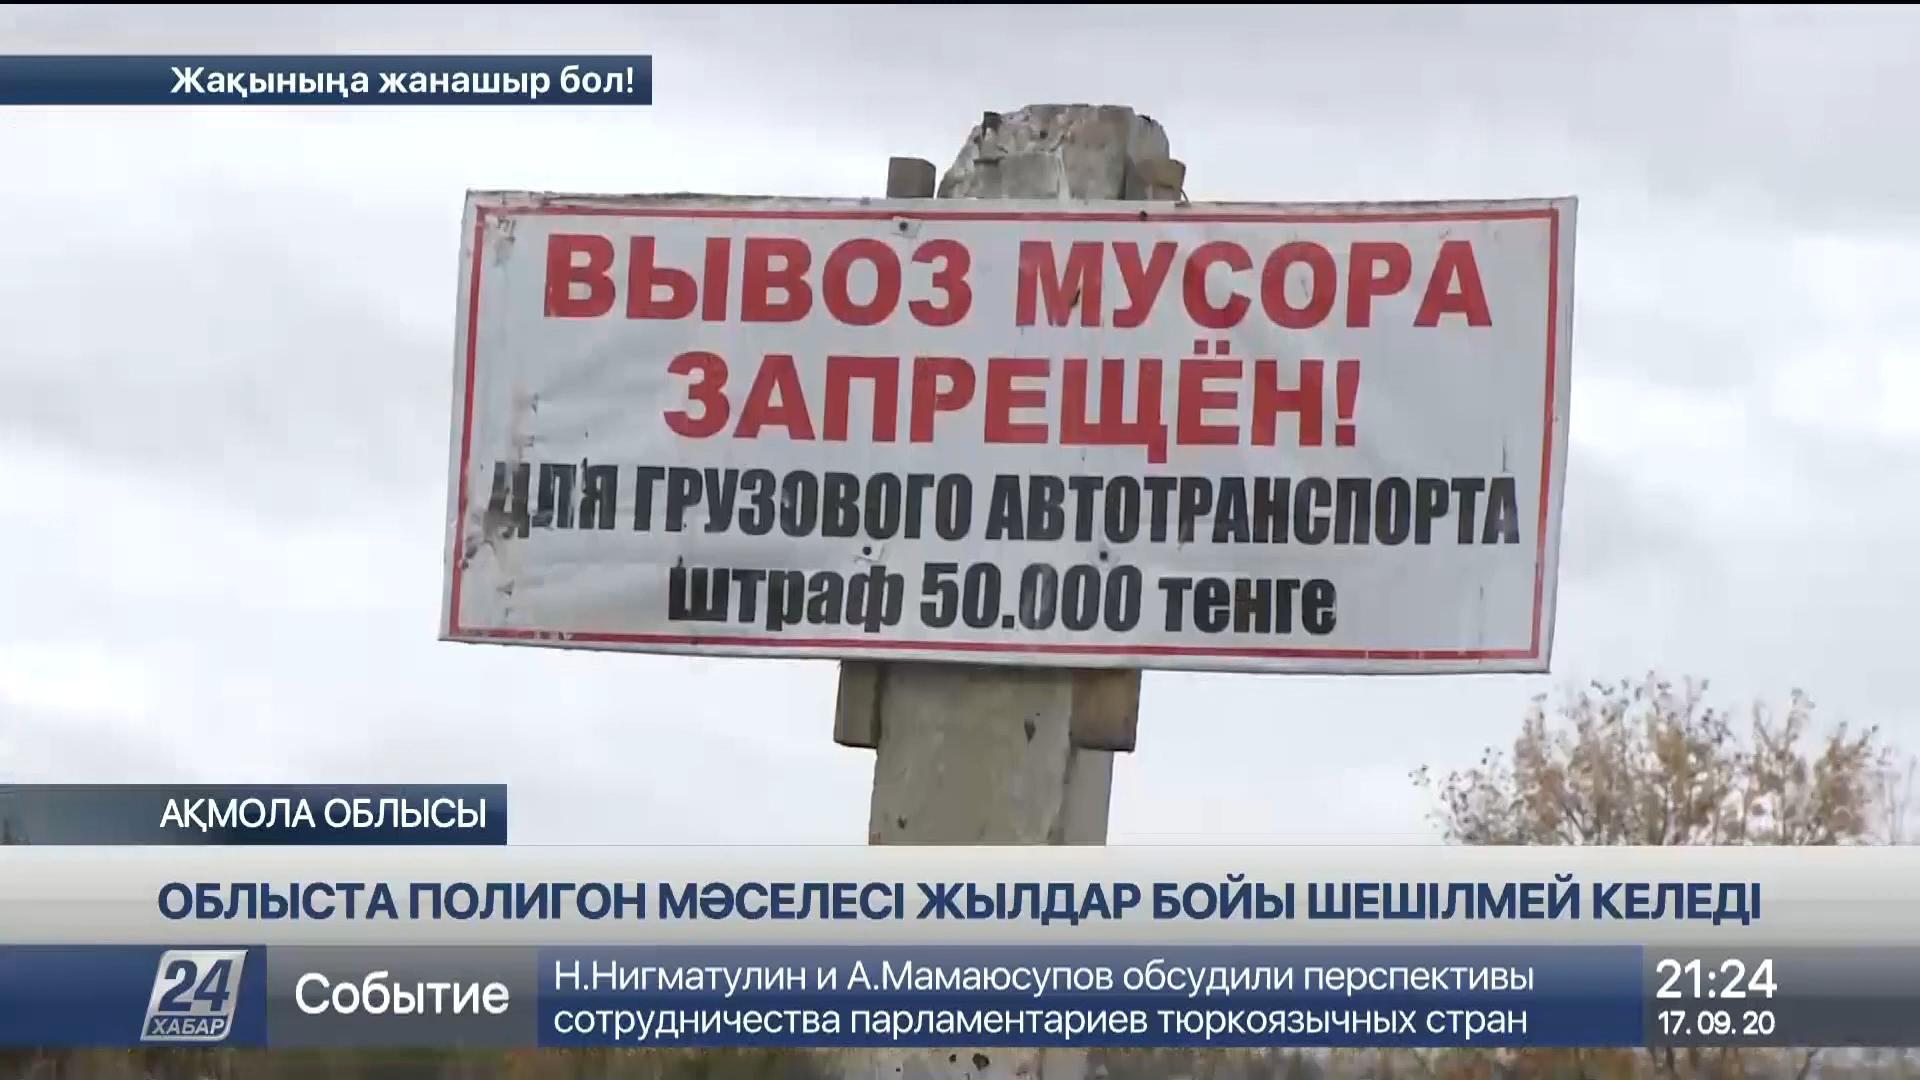 Жақыныңа жанашыр бол!
ВЫВОЗ МУСОРА
ЗАПРЕЩЁН!
ДЛЯ ГРУЗОВОГО АВТОТРАНСПОРТА
штраф 50.000 тенге
АҚМОЛА ОБЛЫСЫ
ОБЛЫСТА ПОЛИГОН МӘСЕЛЕСІ ЖЫЛДАР БОЙЫ ШЕШІЛМЕЙ КЕЛЕДІ
24
ХАБАР
Событие
Н.Нигматулин и А.Мамаюсупов обсудили перспективы
сотрудничества парламентариев тюркоязычных стран
21:24
17. 09. 20